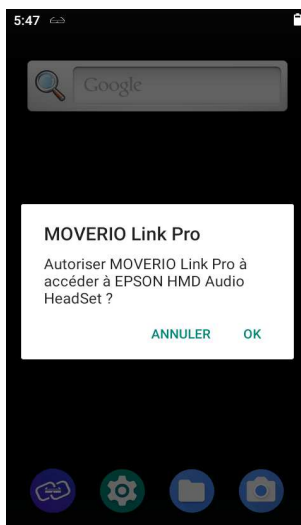 5:47
Google
MOVERIO Link Pro
Autoriser MOVERIO Link Pro à
accéder à EPSON HMD Audio
HeadSet ?
ANNULER OK